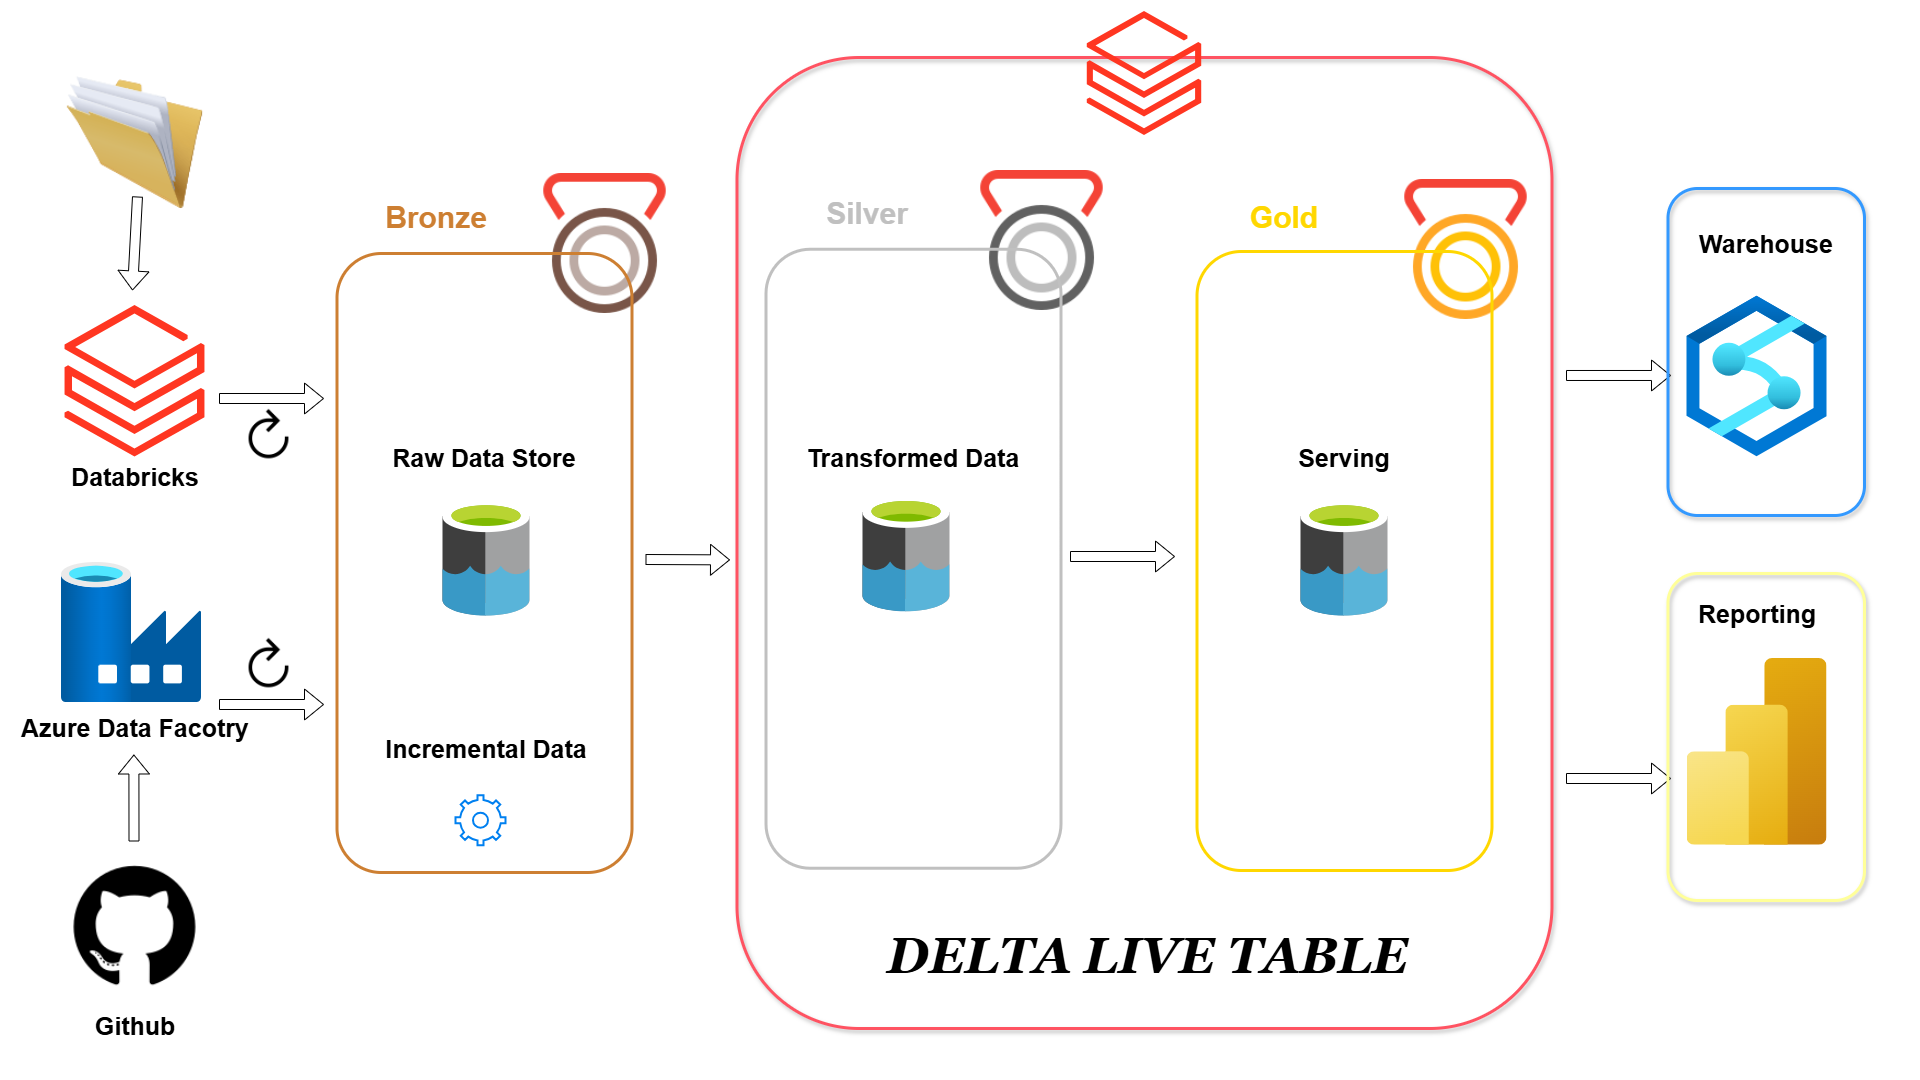 Databricks
Azure Data Facotry
Github
Bronze
Raw Data Store
Incremental Data
Silver
Transformed Data
Gold
Serving
DELTA LIVE TABLE
Warehouse
Reporting